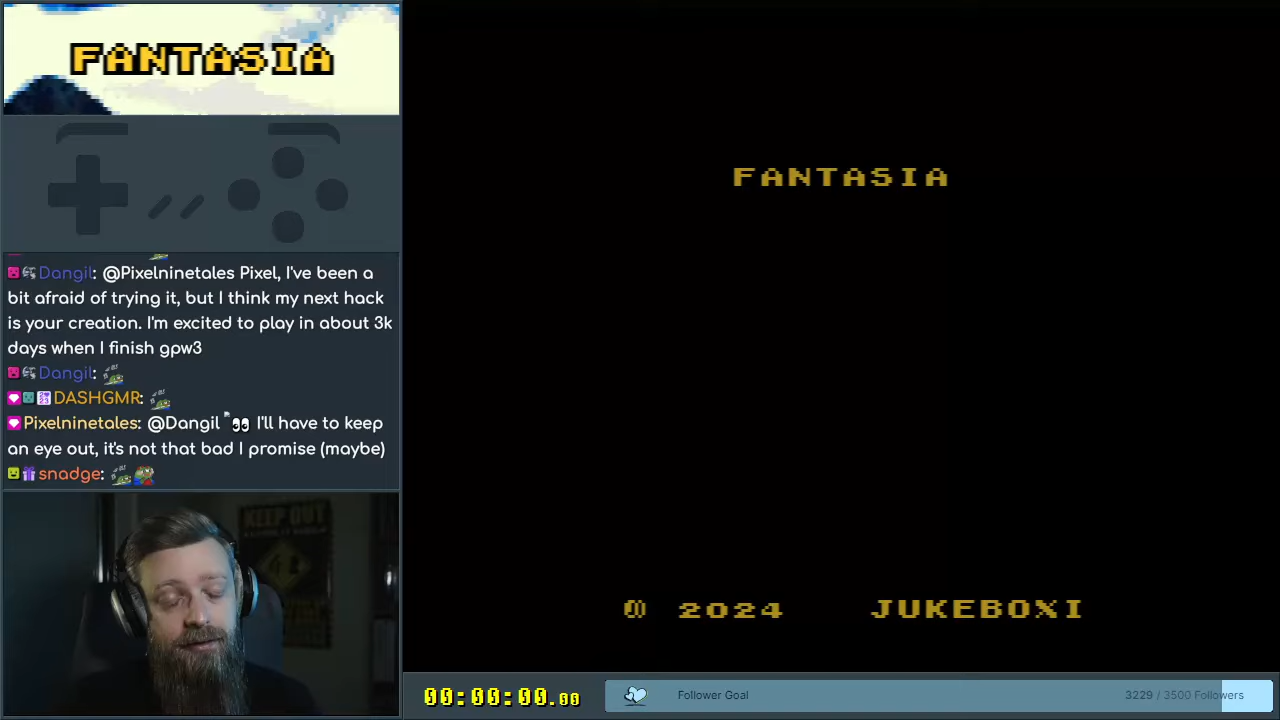 FANTASIA
Dangil: @Pixelninetales Pixel, I've been a
bit afraid of trying it, but I think my next hack
is your creation. I'm excited to play in about 3k
days when I finish gpw3
Dangil:
DASHGMR:
Pixelninetales: @Dangil 👀 I'll have to keep
an eye out, it's not that bad I promise (maybe)
snadge:
KEEP OUT
FANTASIA
© 2024 JUKEBOXI
00:00:00.00
Follower Goal
3229 / 3500 Followers